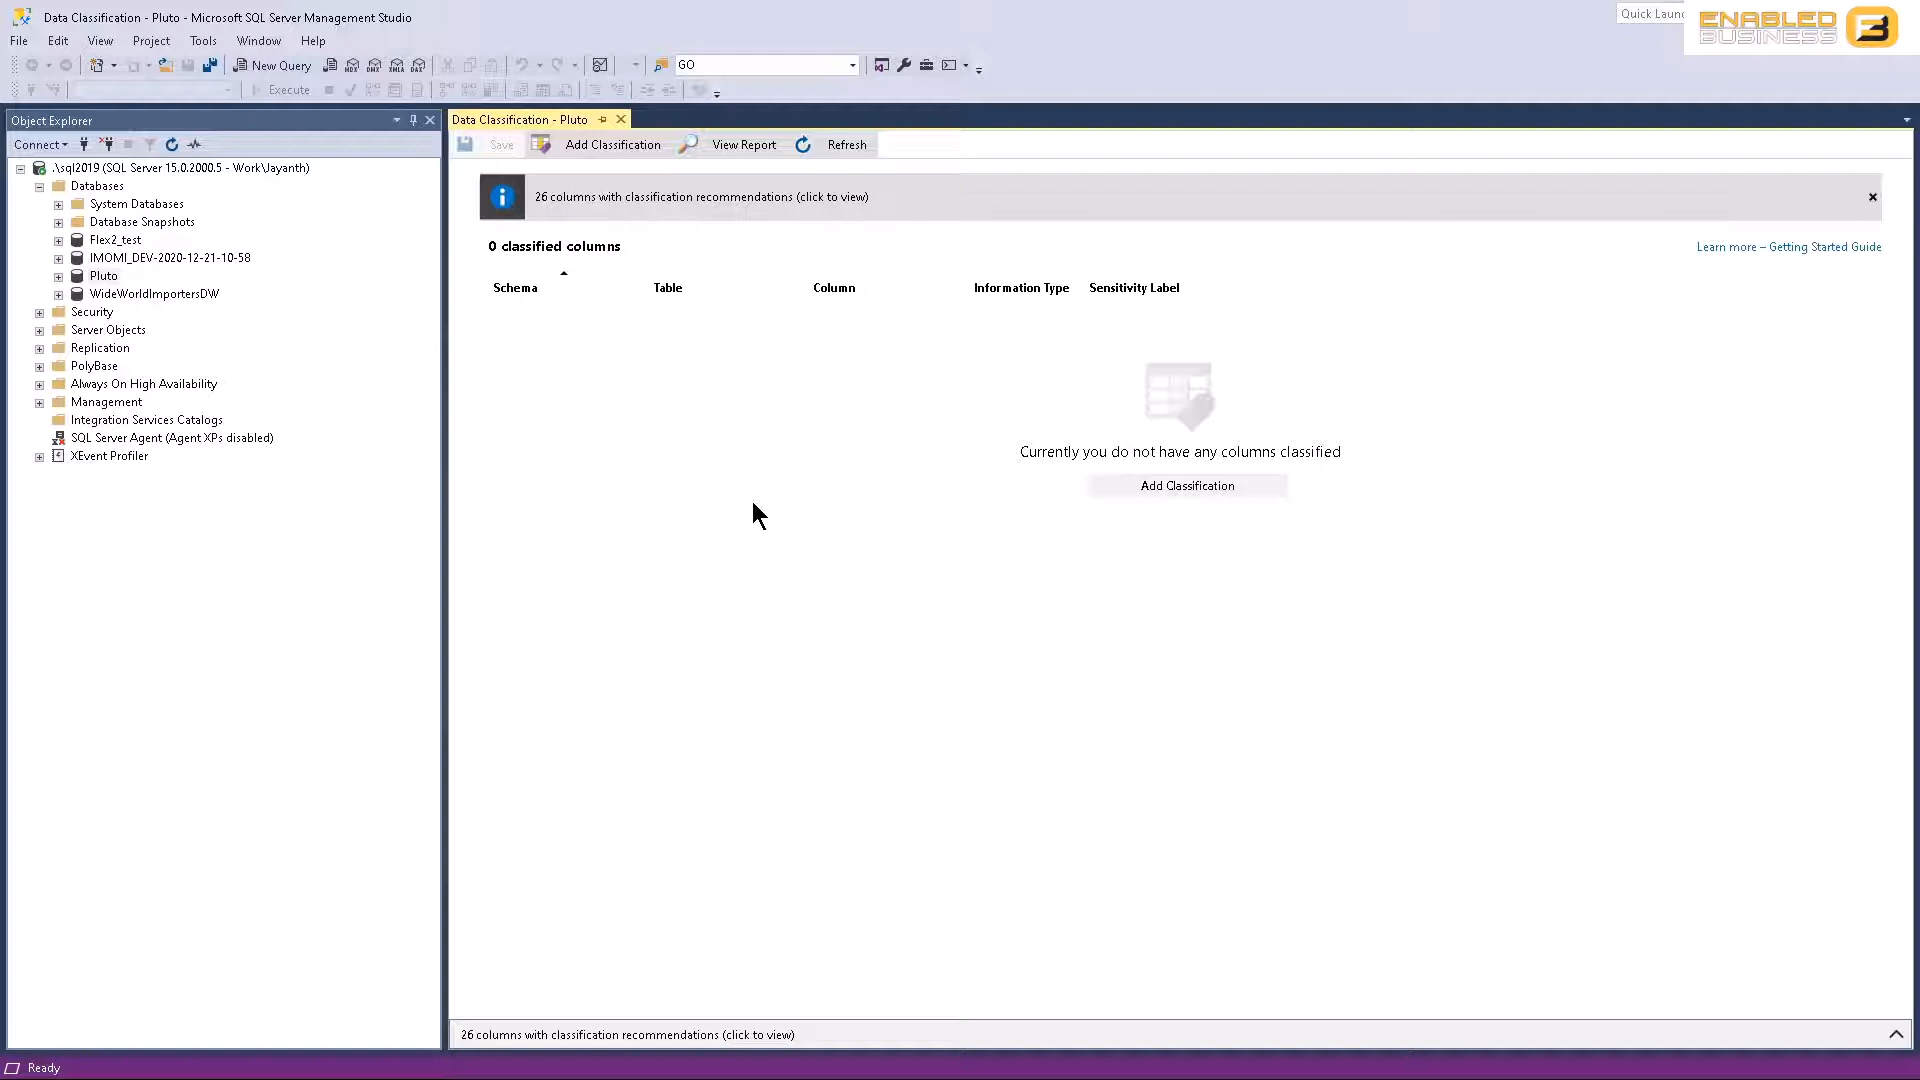 Data Classification - Pluto - Microsoft SQL Server Management Studio
Quick Laun
ENABLED
BUSINESS
File Edit View Project Tools Window Help
New Query
GO
Execute
Object Explorer
Data Classification - Pluto
Connect
Save Add Classification View Report Refresh
.\sql2019 (SQL Server 15.0.2000.5 - Work\Jayanth)
Databases
System Databases
Database Snapshots
Flex2_test
IMOMI_DEV-2020-12-21-10-58
Pluto
WideWorldImportersDW
Security
Server Objects
Replication
PolyBase
Always On High Availability
Management
Integration Services Catalogs
SQL Server Agent (Agent XPs disabled)
XEvent Profiler
26 columns with classification recommendations (click to view)
0 classified columns
Learn more – Getting Started Guide
Schema Table Column Information Type Sensitivity Label
Currently you do not have any columns classified
Add Classification
26 columns with classification recommendations (click to view)
Ready